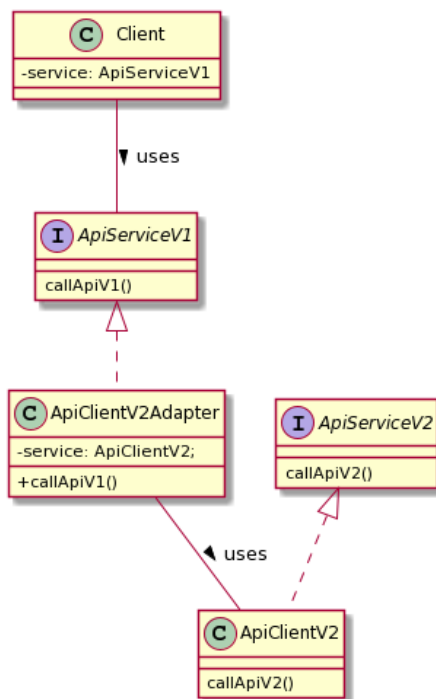 C Client
-service: ApiServiceV1
uses
I ApiServiceV1
callApiV1()
C ApiClientV2Adapter
-service: ApiClientV2;
+callApiV1()
I ApiServiceV2
callApiV2()
uses
C ApiClientV2
callApiV2()